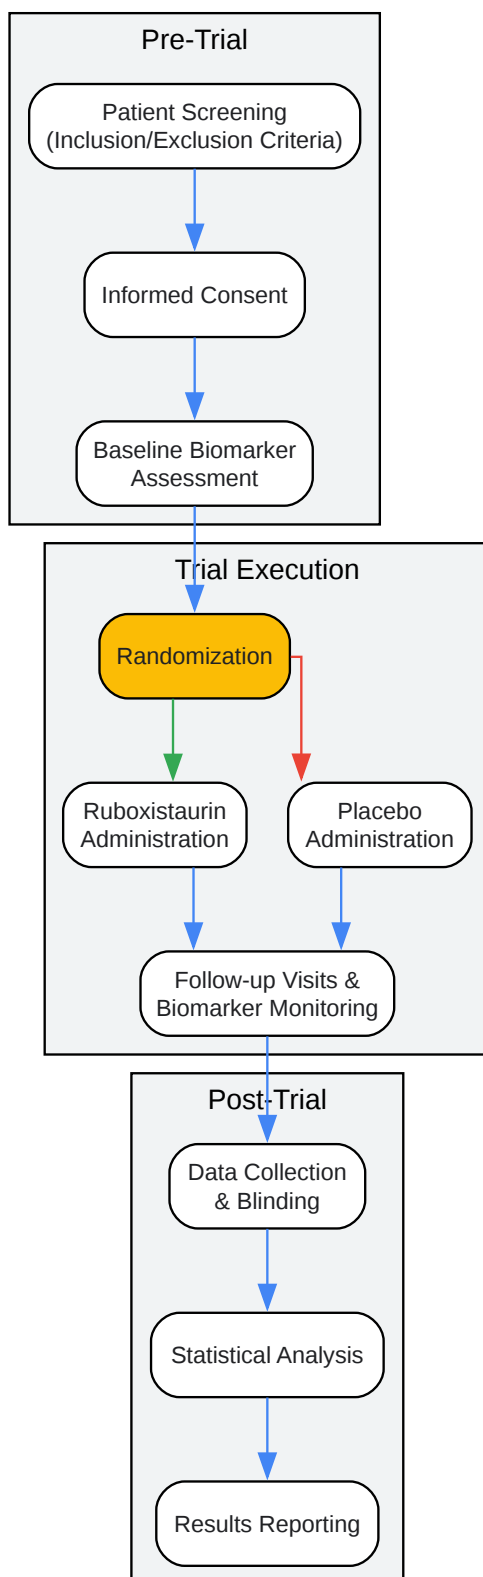 Pre-Trial
Patient Screening
(Inclusion/Exclusion Criteria)
Informed Consent
Baseline Biomarker
Assessment
Trial Execution
Randomization
Ruboxistaurin
Administration
Placebo
Administration
Follow-up Visits &
Biomarker Monitoring
Post-Trial
Data Collection
& Blinding
Statistical Analysis
Results Reporting